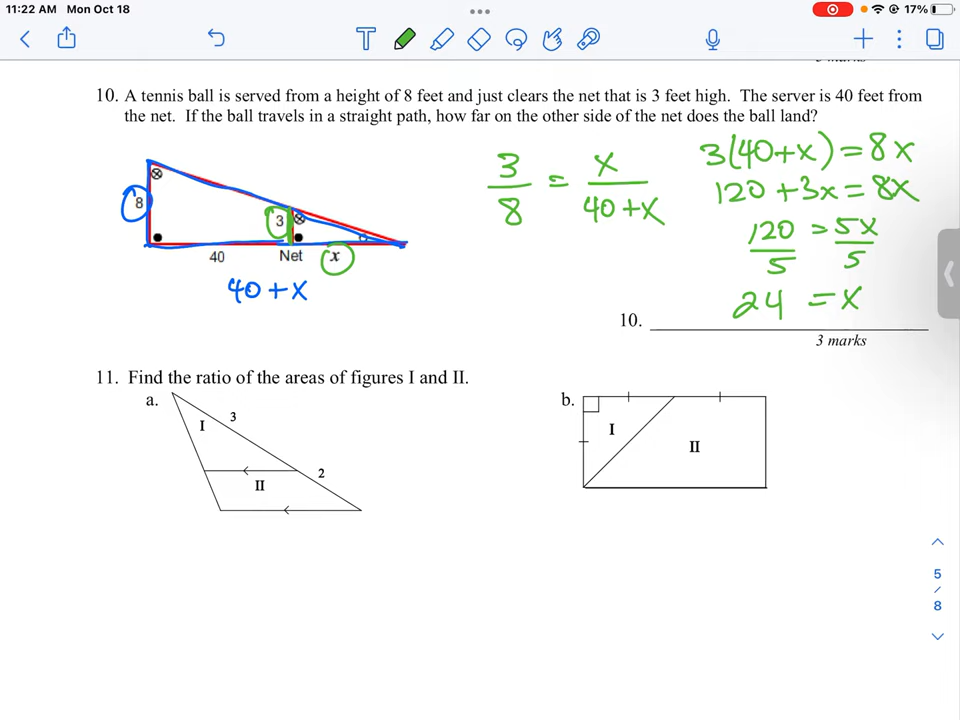 11:22 AM Mon Oct 18
17%
T
10. A tennis ball is served from a height of 8 feet and just clears the net that is 3 feet high. The server is 40 feet from
the net. If the ball travels in a straight path, how far on the other side of the net does the ball land?
8
3
40
Net
x
40 + x
3/8 = x/(40 + x)
3(40 + x) = 8x
120 + 3x = 8x
120/5 = 5x/5
24 = x
10.
3 marks
11. Find the ratio of the areas of figures I and II.
a.
I
3
II
2
b.
I
II
5
/
8